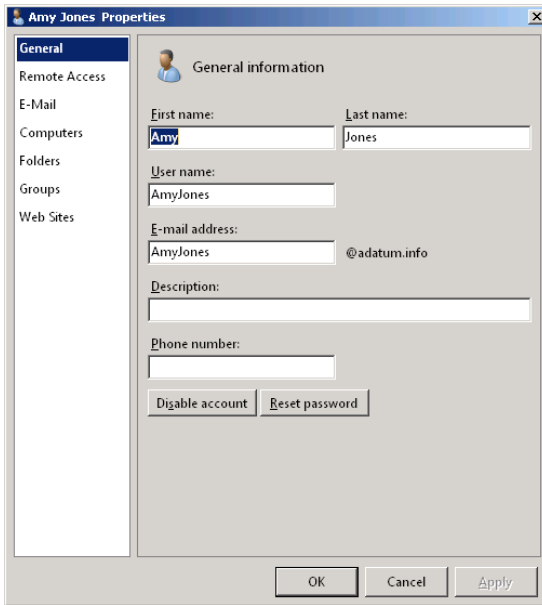 Amy Jones Properties
General
Remote Access
E-Mail
Computers
Folders
Groups
Web Sites
General information
First name: Last name:
Amy Jones
User name:
AmyJones
E-mail address:
AmyJones @adatum.info
Description:
Phone number:
Disable account Reset password
OK Cancel Apply